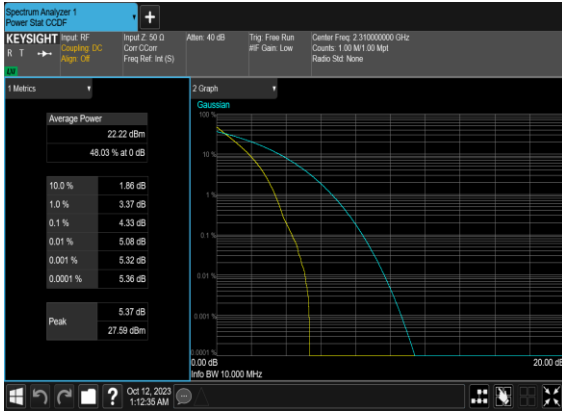 Spectrum Analyzer 1
Power Stat CCDF
KEYSIGHT
R T
Input: RF
Coupling: DC
Align: Off
Input Z: 50 Ω
Corr CCorr
Freq Ref: Int (S)
Atten: 40 dB
Trig: Free Run
#IF Gain: Low
Center Freq: 2.310000000 GHz
Counts: 1.00 M/1.00 Mpt
Radio Std: None
LXI
1 Metrics
Average Power
22.22 dBm
48.03 % at 0 dB
10.0 % 1.86 dB
1.0 % 3.37 dB
0.1 % 4.33 dB
0.01 % 5.08 dB
0.001 % 5.32 dB
0.0001 % 5.36 dB
Peak
5.37 dB
27.59 dBm
2 Graph
Gaussian
100 %
10 %
1 %
0.1 %
0.01 %
0.001 %
0.0001 %
0.00 dB
20.00 dB
Info BW 10.000 MHz
?
Oct 12, 2023
1:12:35 AM